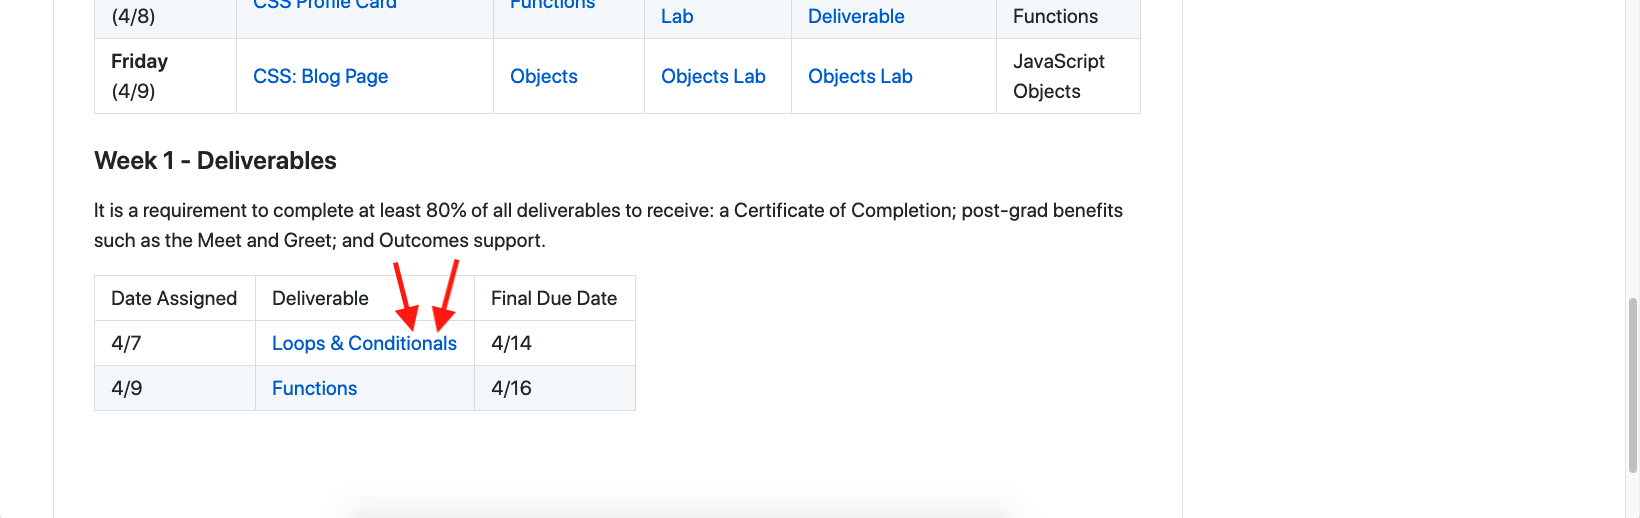 CSS Profile Card
Functions
(4/8)
Lab
Deliverable
Functions
Friday
(4/9)
CSS: Blog Page
Objects
Objects Lab
Objects Lab
JavaScript
Objects
Week 1 - Deliverables
It is a requirement to complete at least 80% of all deliverables to receive: a Certificate of Completion; post-grad benefits
such as the Meet and Greet; and Outcomes support.
Date Assigned Deliverable Final Due Date
4/7 Loops & Conditionals 4/14
4/9 Functions 4/16